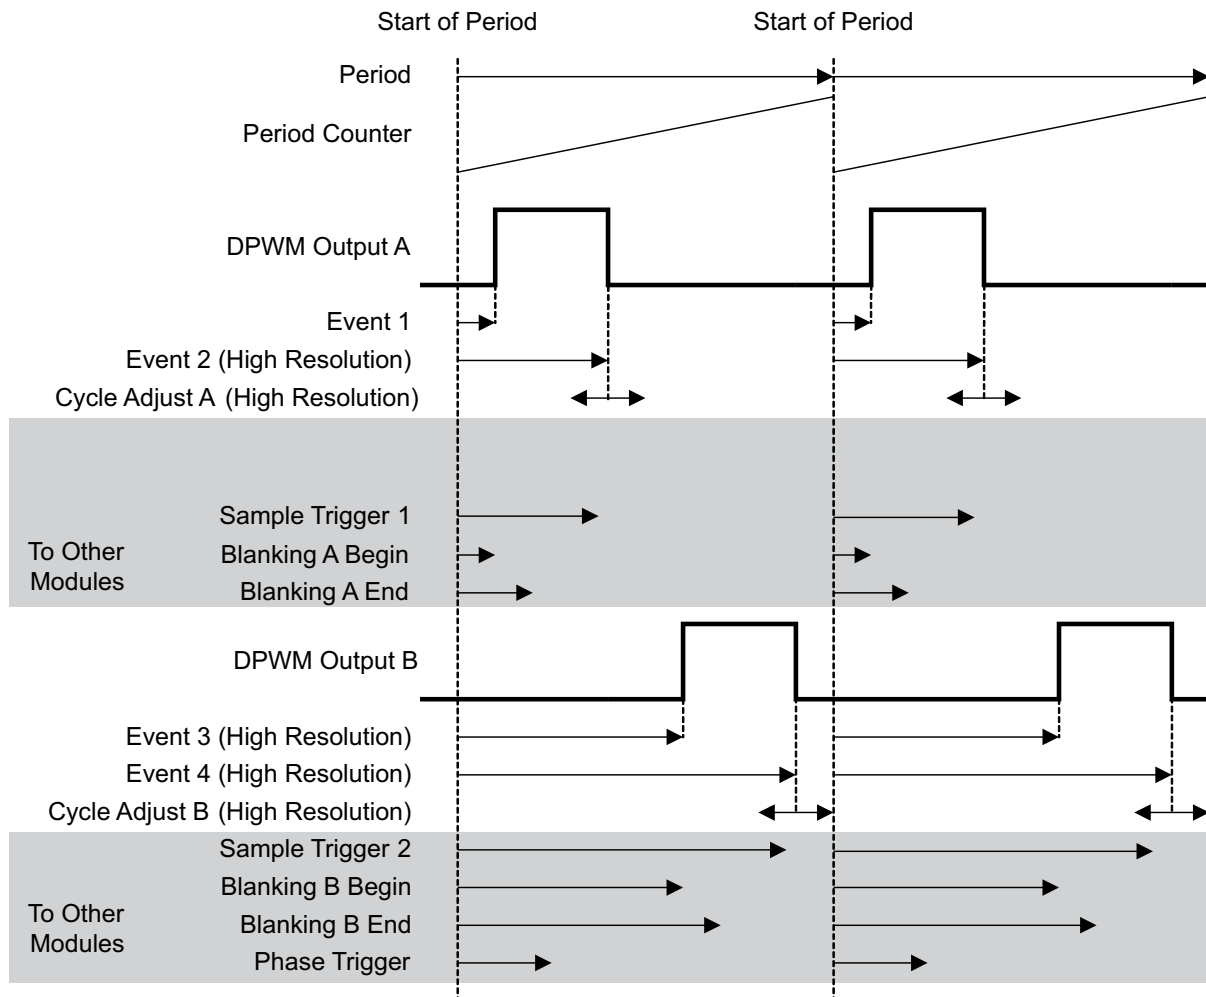 Start of Period
Start of Period
Period
Period Counter
DPWM Output A
Event 1
Event 2 (High Resolution)
Cycle Adjust A (High Resolution)
To Other
Modules
Sample Trigger 1
Blanking A Begin
Blanking A End
DPWM Output B
Event 3 (High Resolution)
Event 4 (High Resolution)
Cycle Adjust B (High Resolution)
To Other
Modules
Sample Trigger 2
Blanking B Begin
Blanking B End
Phase Trigger